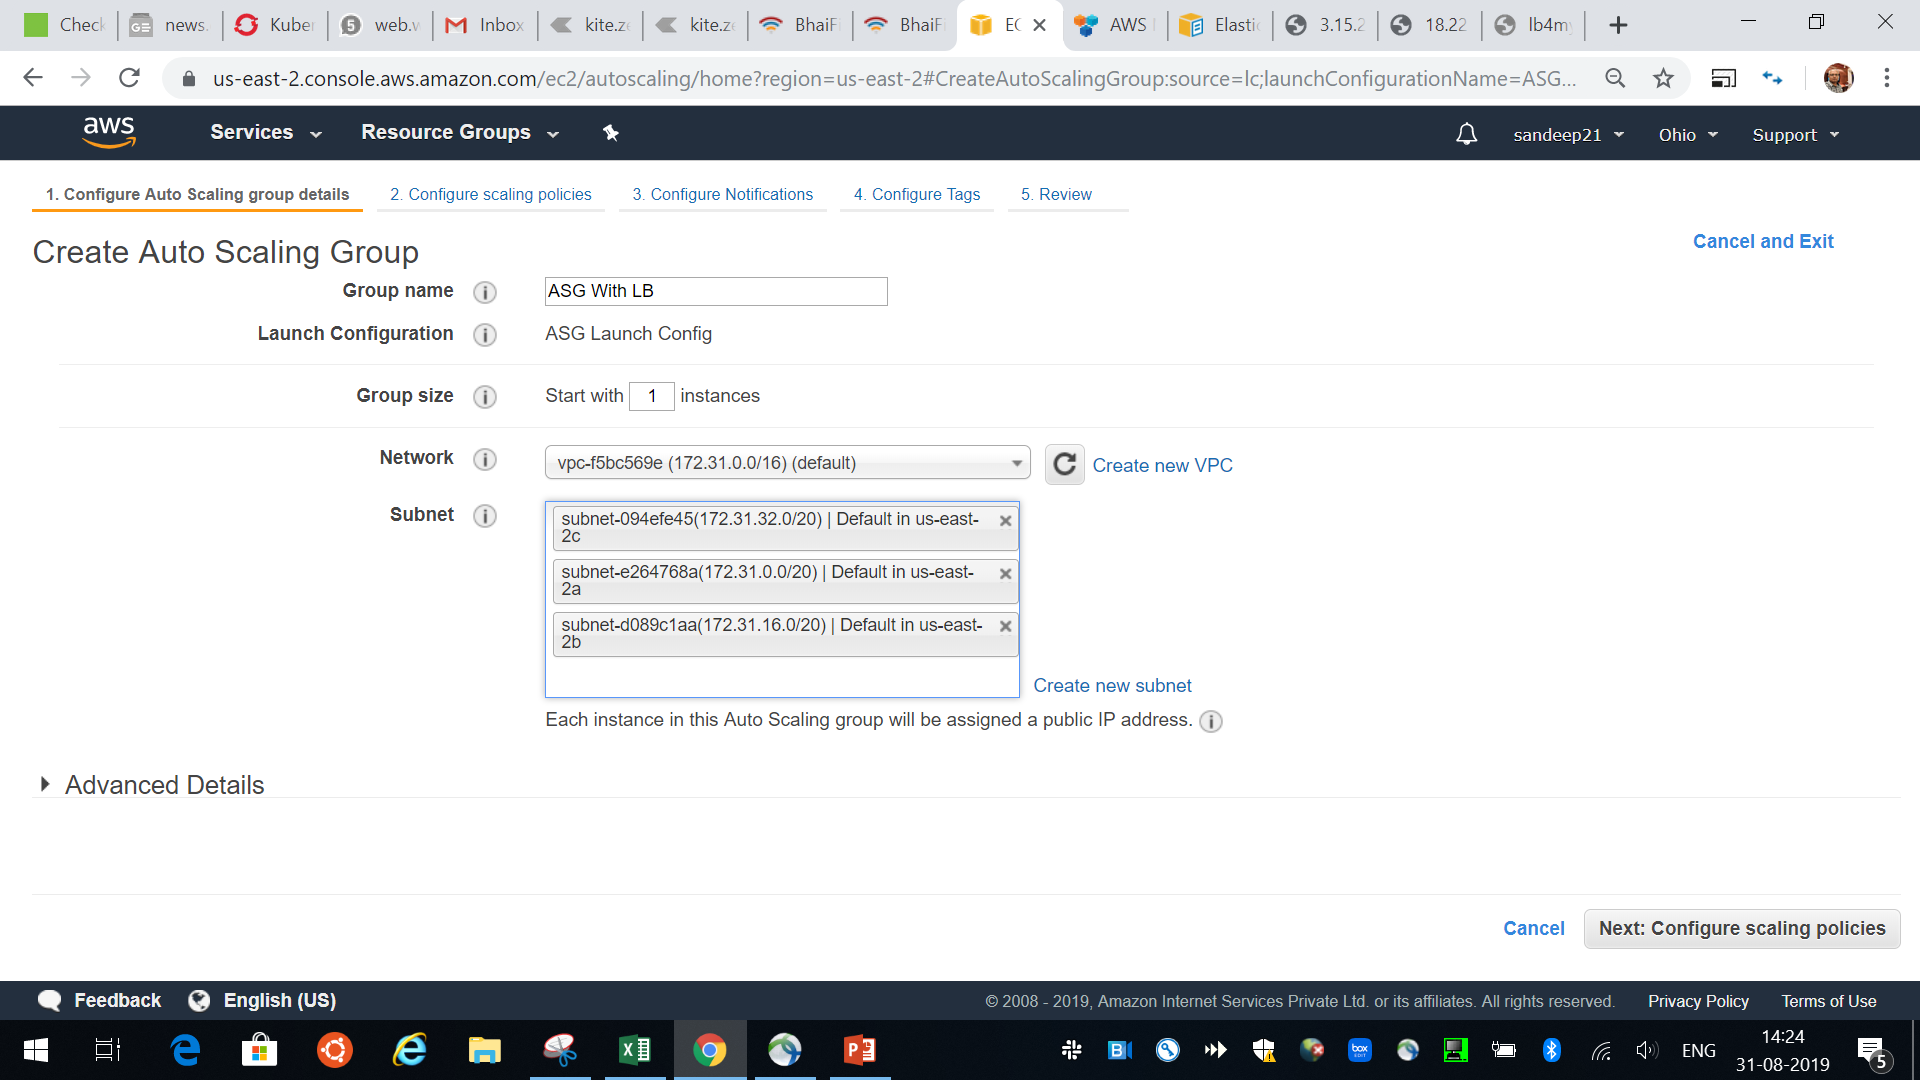 Check
news.
Kuber
web.w
Inbox
kite.ze
kite.ze
BhaiFi
BhaiFi
EC
AWS
Elastic
3.15.2
18.22
lb4my
us-east-2.console.aws.amazon.com/ec2/autoscaling/home?region=us-east-2#CreateAutoScalingGroup:source=lc;launchConfigurationName=ASG...
aws Services Resource Groups sandeep21 Ohio Support
1. Configure Auto Scaling group details 2. Configure scaling policies 3. Configure Notifications 4. Configure Tags 5. Review
Create Auto Scaling Group
Cancel and Exit
Group name ASG With LB
Launch Configuration ASG Launch Config
Group size Start with 1 instances
Network vpc-f5bc569e (172.31.0.0/16) (default) Create new VPC
Subnet
subnet-094efe45(172.31.32.0/20) | Default in us-east-
2c
subnet-e264768a(172.31.0.0/20) | Default in us-east-
2a
subnet-d089c1aa(172.31.16.0/20) | Default in us-east-
2b
Create new subnet
Each instance in this Auto Scaling group will be assigned a public IP address.
Advanced Details
Cancel Next: Configure scaling policies
Feedback English (US) © 2008 - 2019, Amazon Internet Services Private Ltd. or its affiliates. All rights reserved. Privacy Policy Terms of Use
ENG
14:24
31-08-2019
5